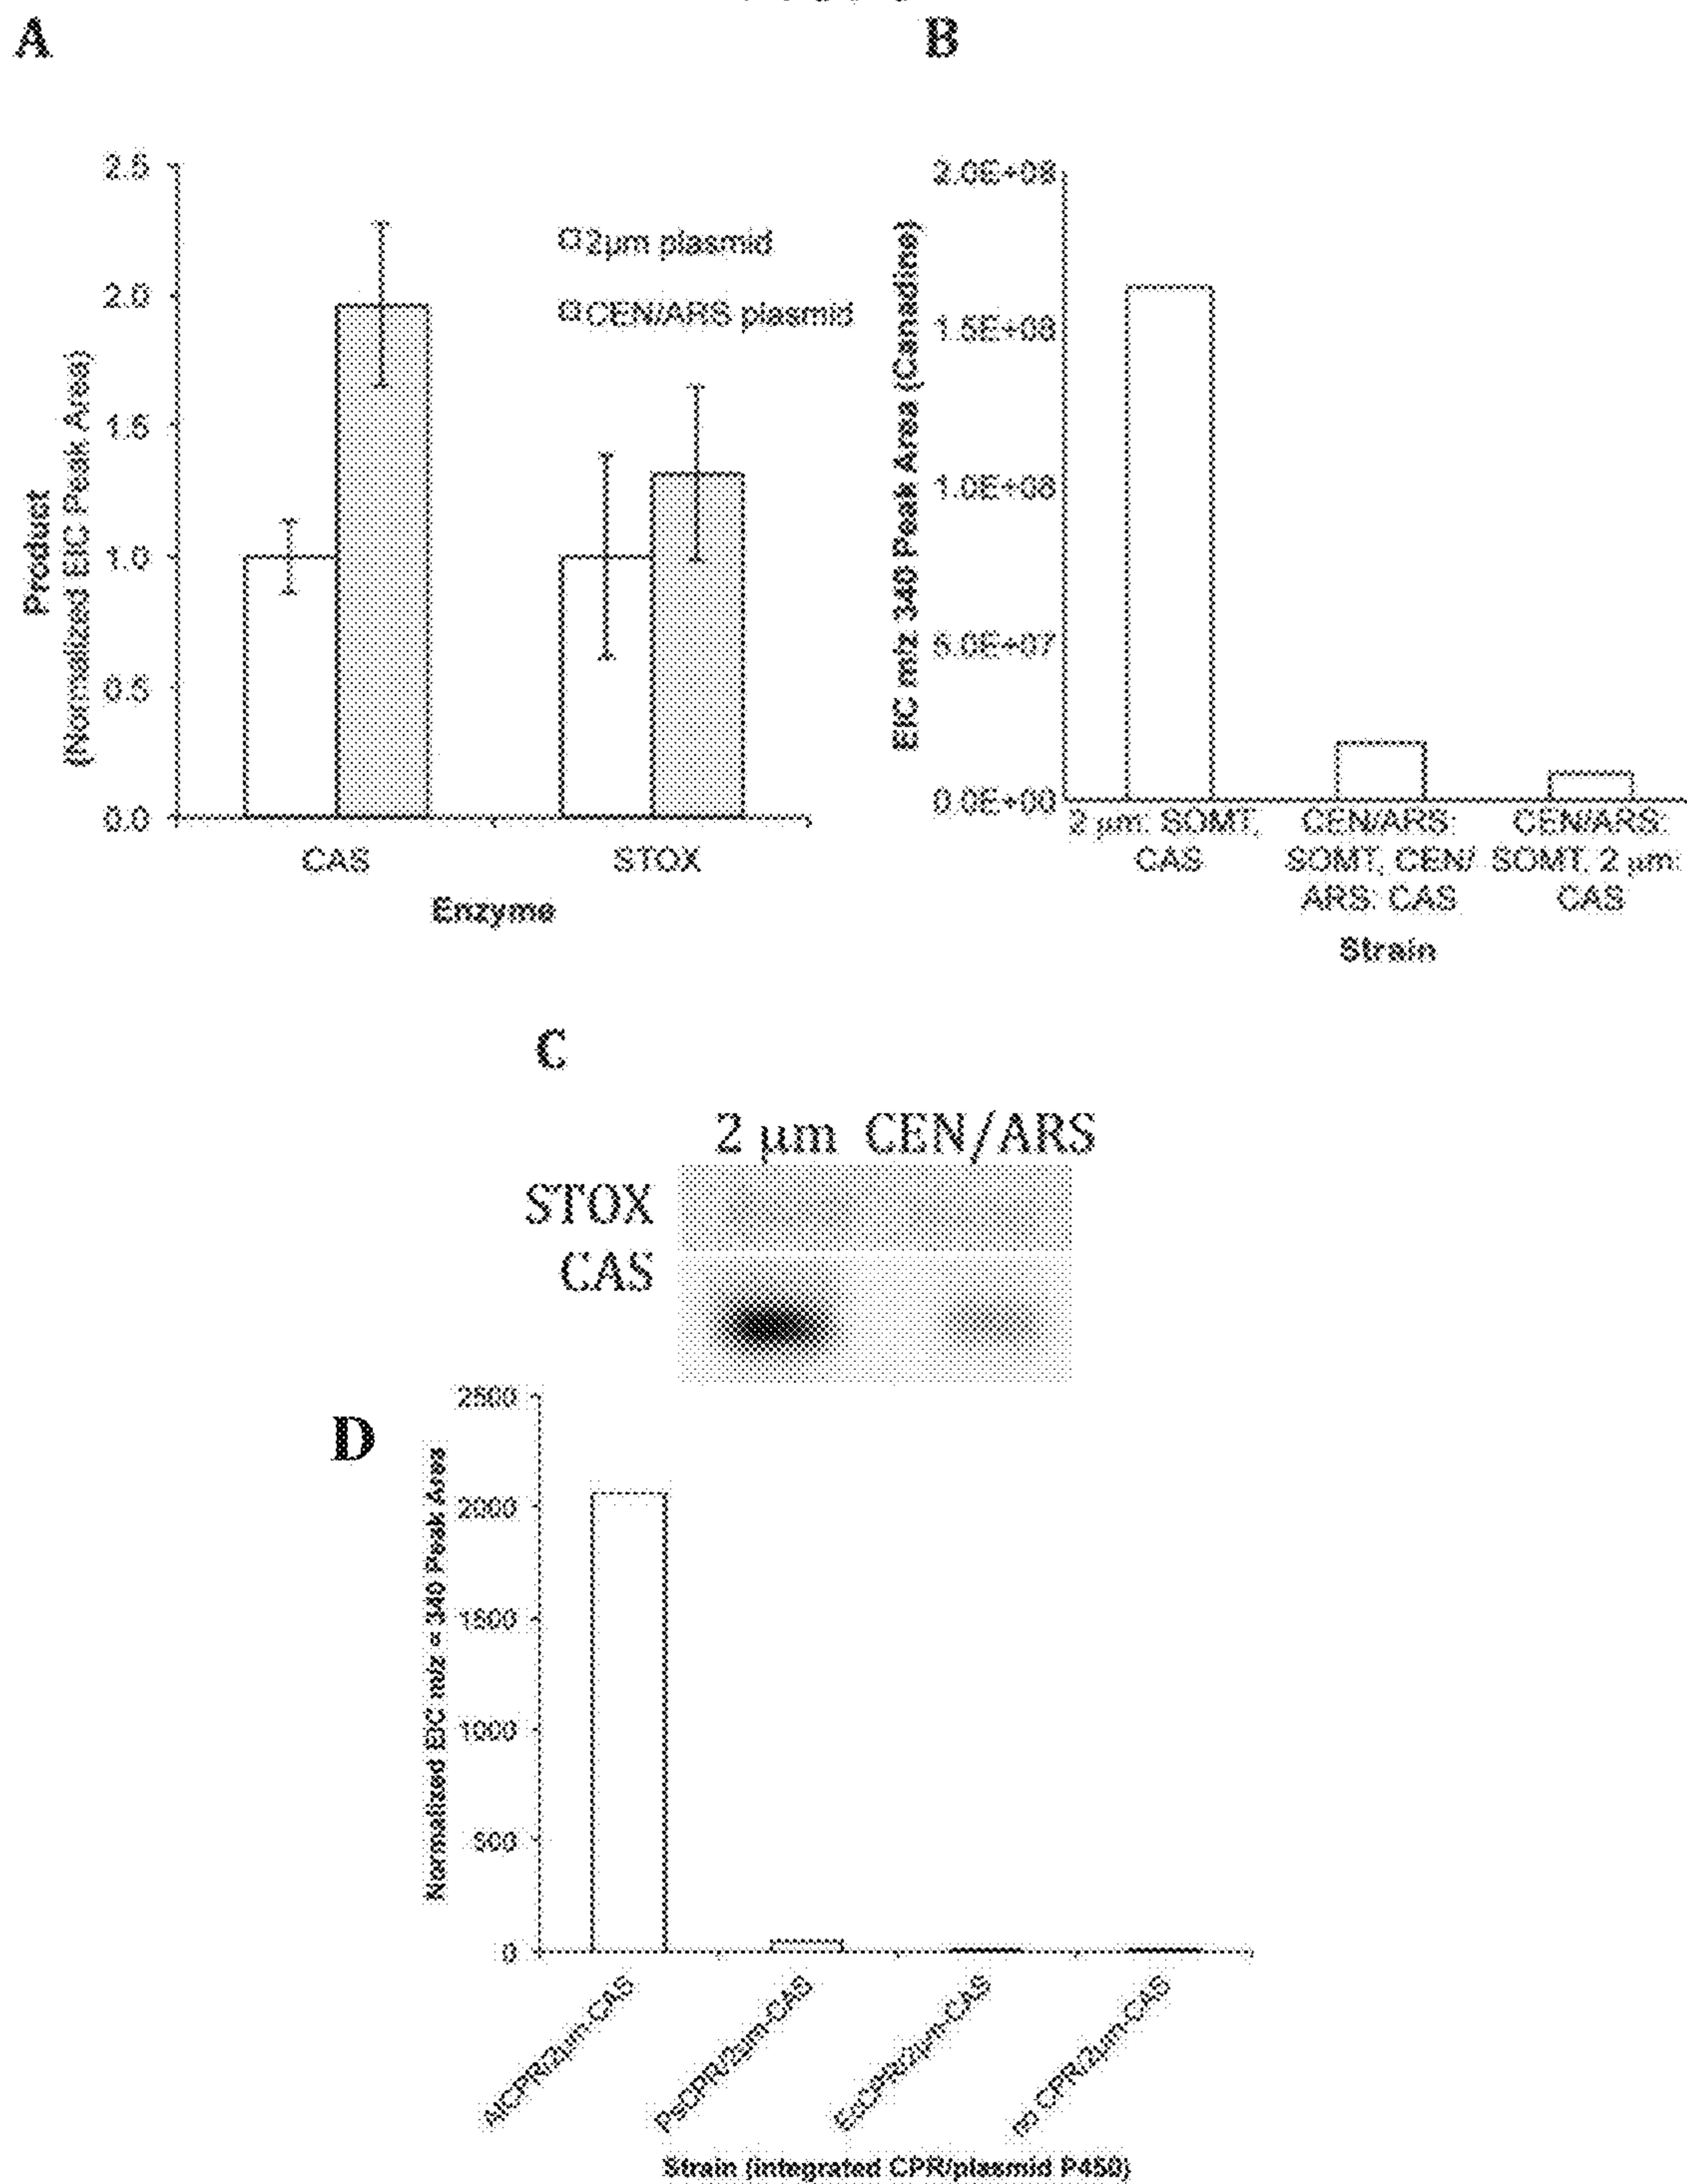 A
B
2.5
2.0
1.5
1.0
0.5
0.0
Product
(Normalized EIC Peak Area)
2μm plasmid
CEN/ARS plasmid
CAS
STOX
Enzyme
EIC m/z 340 Peak Area (Canadine)
2.0E+08
1.5E+08
1.0E+08
5.0E+07
0.0E+00
2 μm: SOMT,
CAS
CEN/ARS:
SOMT, CEN/
ARS: CAS
CEN/ARS:
SOMT, 2 μm:
CAS
Strain
C
2 μm CEN/ARS
STOX
CAS
D
Normalized EIC m/z = 340 Peak Area
2500
2000
1500
1000
500
0
AtCPR/2μm-CAS
PsCPR/2μm-CAS
EcCPR/2μm-CAS
no CPR/2μm-CAS
Strain (integrated CPR/plasmid P450)